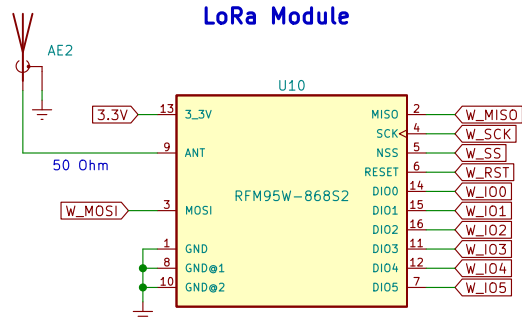 LoRa Module
AE2
U10
3.3V 13 3_3V MISO 2 W_MISO
SCK 4 W_SCK
9 ANT NSS 5 W_SS
50 Ohm RESET 6 W_RST
RFM95W-868S2 DIO0 14 W_IO0
W_MOSI 3 MOSI DIO1 15 W_IO1
DIO2 16 W_IO2
1 GND DIO3 11 W_IO3
8 GND@1 DIO4 12 W_IO4
10 GND@2 DIO5 7 W_IO5